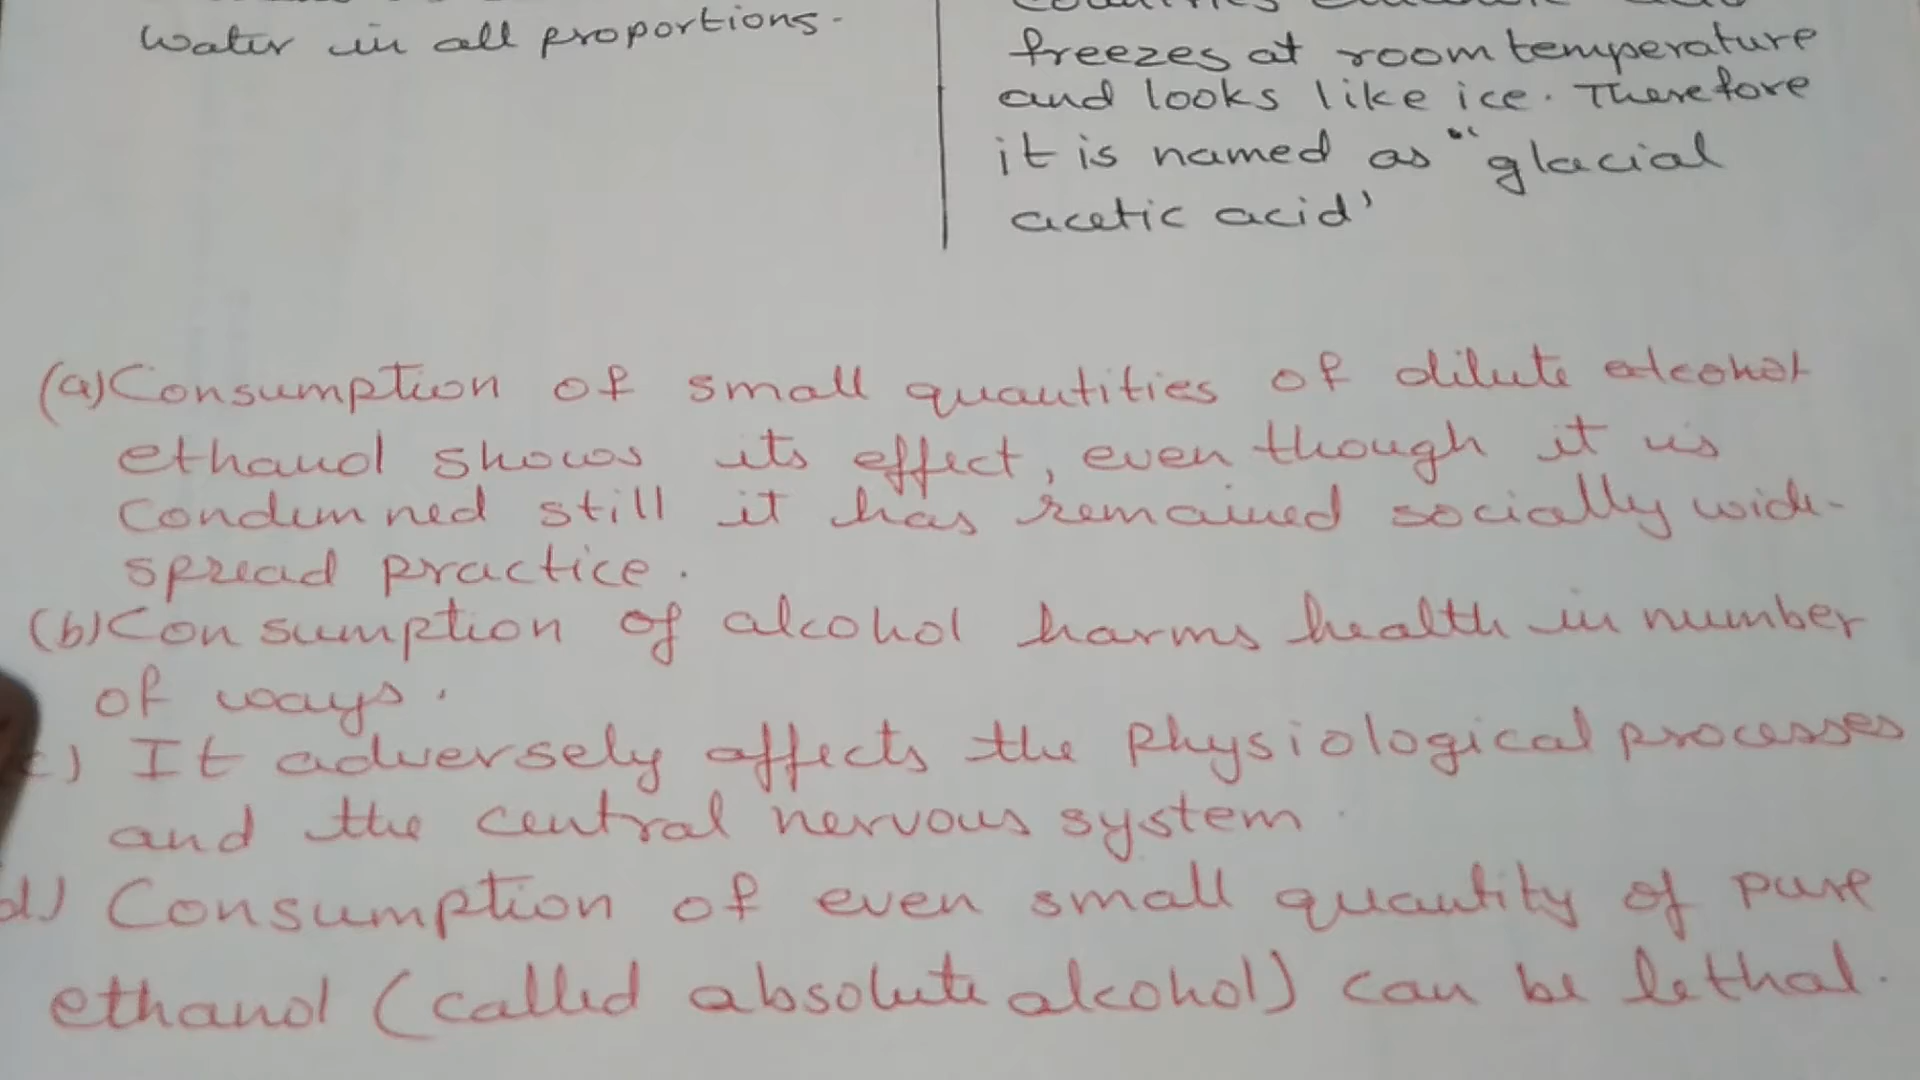 Water in all proportions.
freezes at room temperature
and looks like ice. Therefore
it is named as "glacial
acetic acid'
(a) Consumption of small quantities of dilute alcohol
ethanol shows its effect, even though it is
Condemned still it has remained socially wide-
spread practice.
(b) Consumption of alcohol harms health in number
of ways.
c) It adversely affects the physiological processes
and the central nervous system.
d) Consumption of even small quantity of pure
ethanol (called absolute alcohol) can be lethal.